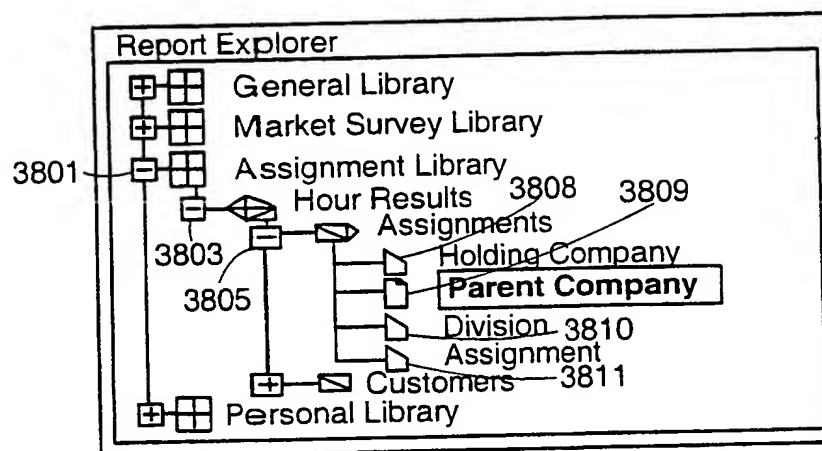 Report Explorer
General Library
Market Survey Library
3801 Assignment Library
Hour Results 3808 3809
3803 Assignments
3805 Holding Company
Parent Company
Division 3810
Assignment
Customers 3811
Personal Library